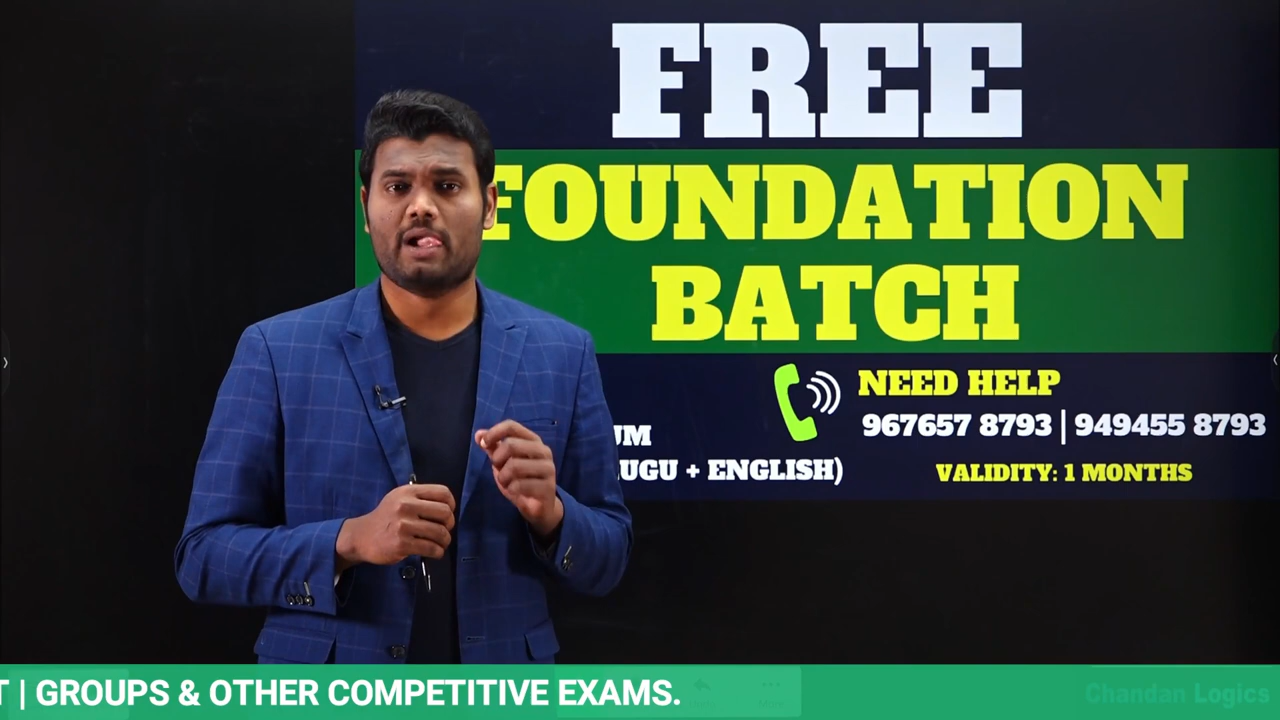 FREE
FOUNDATION
BATCH
NEED HELP
967657 8793 | 949455 8793
UM
UGU + ENGLISH)
VALIDITY: 1 MONTHS
T | GROUPS & OTHER COMPETITIVE EXAMS.
Chandan Logics